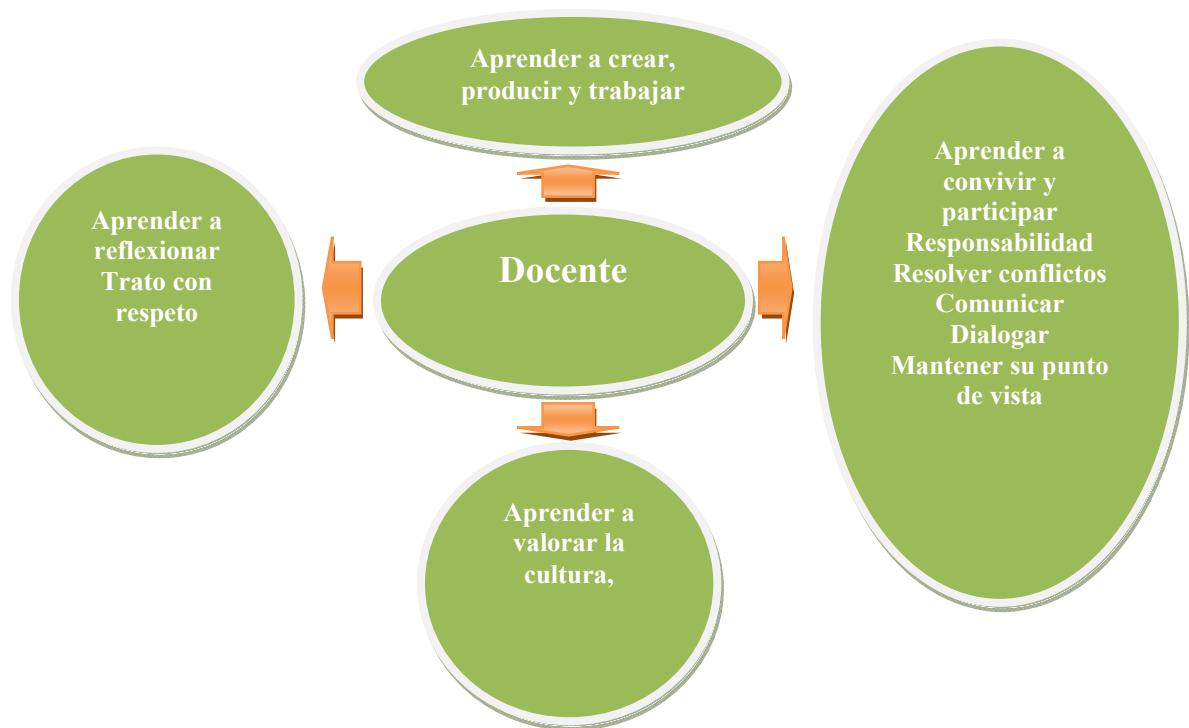 Aprender a crear,
producir y trabajar
Aprender a
reflexionar
Trato con
respeto
Docente
Aprender a
convivir y
participar
Responsabilidad
Resolver conflictos
Comunicar
Dialogar
Mantener su punto
de vista
Aprender a
valorar la
cultura,